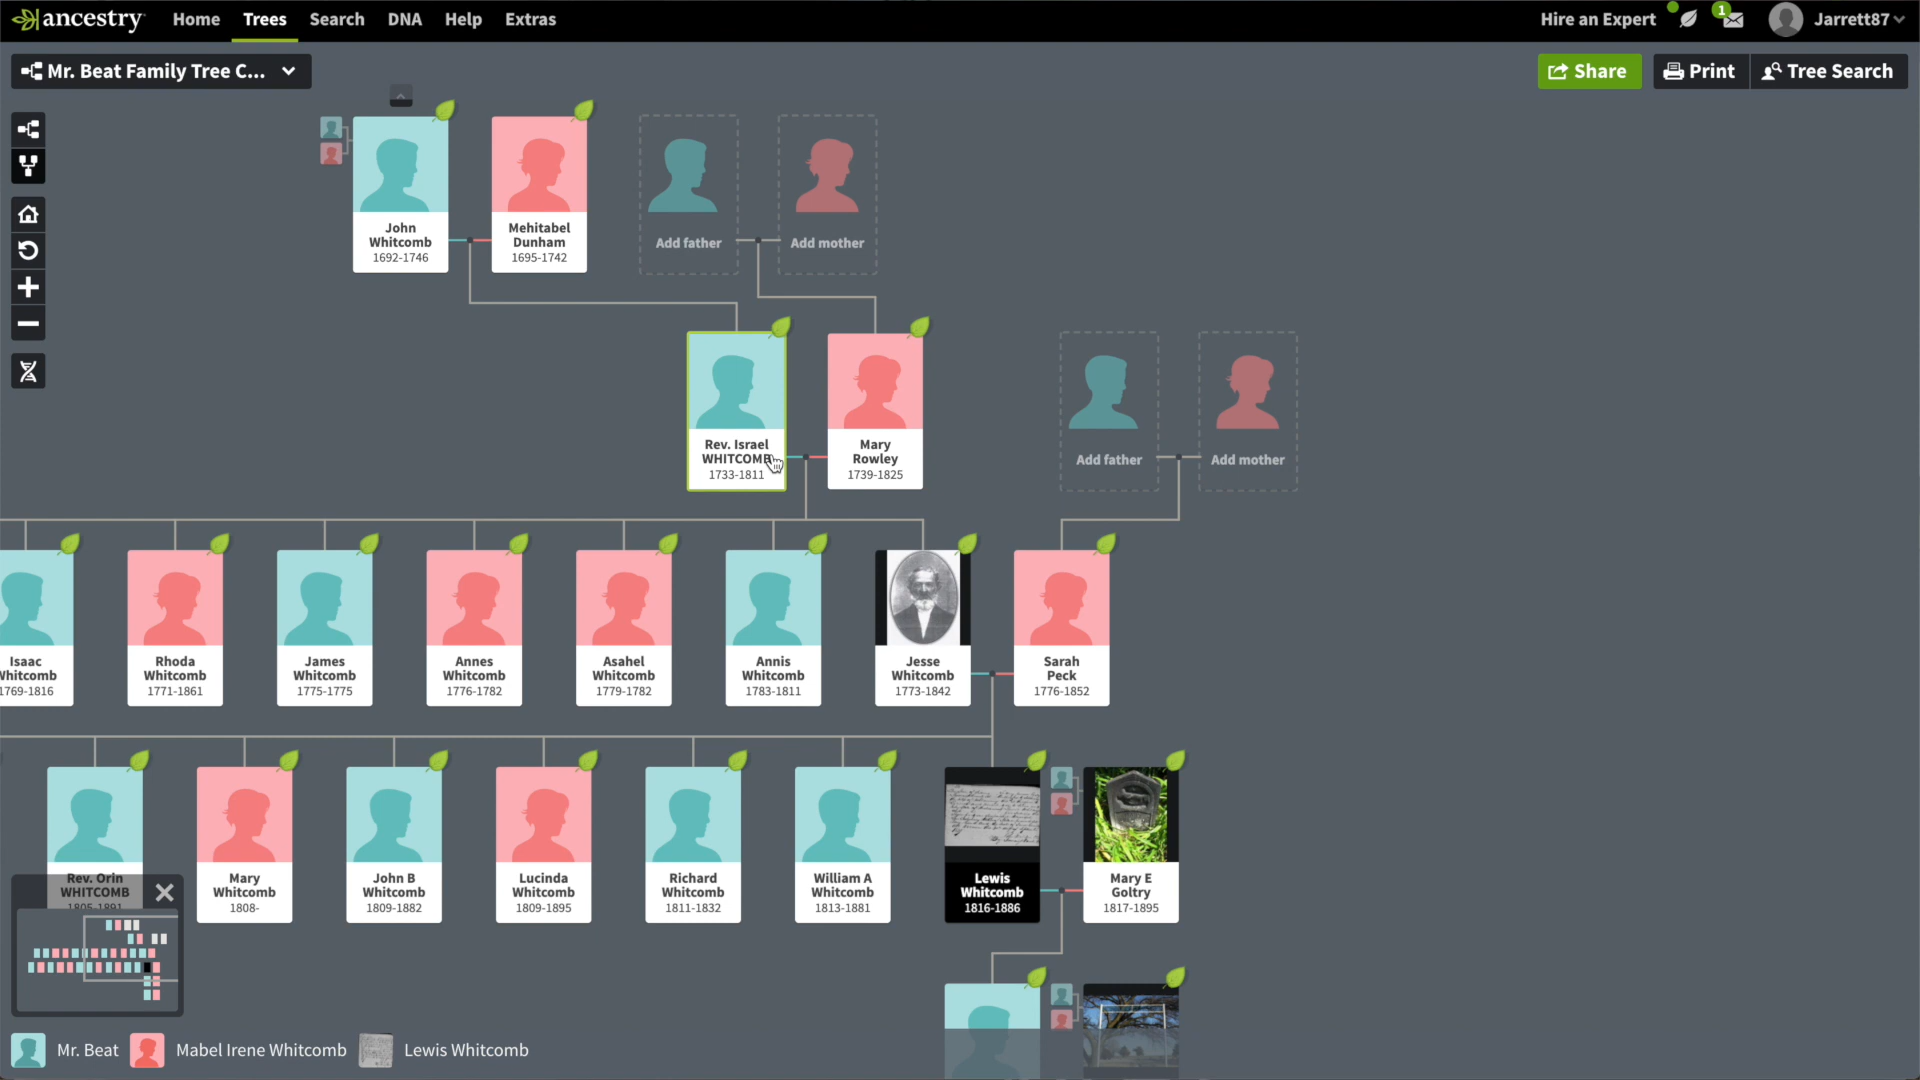 ancestry Home Trees Search DNA Help Extras Hire an Expert 1 Jarrett87
Mr. Beat Family Tree C... Share Print Tree Search
John
Whitcomb
1692-1746
Mehitabel
Dunham
1695-1742
Add father
Add mother
Rev. Israel
WHITCOMB
1733-1811
Mary
Rowley
1739-1825
Add father
Add mother
Isaac
Whitcomb
1769-1816
Rhoda
Whitcomb
1771-1861
James
Whitcomb
1775-1775
Annes
Whitcomb
1776-1782
Asahel
Whitcomb
1779-1782
Annis
Whitcomb
1783-1811
Jesse
Whitcomb
1773-1842
Sarah
Peck
1776-1852
Rev. Orin
WHITCOMB
1805-1891
Mary
Whitcomb
1808-
John B
Whitcomb
1809-1882
Lucinda
Whitcomb
1809-1895
Richard
Whitcomb
1811-1832
William A
Whitcomb
1813-1881
Lewis
Whitcomb
1816-1886
Mary E
Goltry
1817-1895
Mr. Beat Mabel Irene Whitcomb Lewis Whitcomb